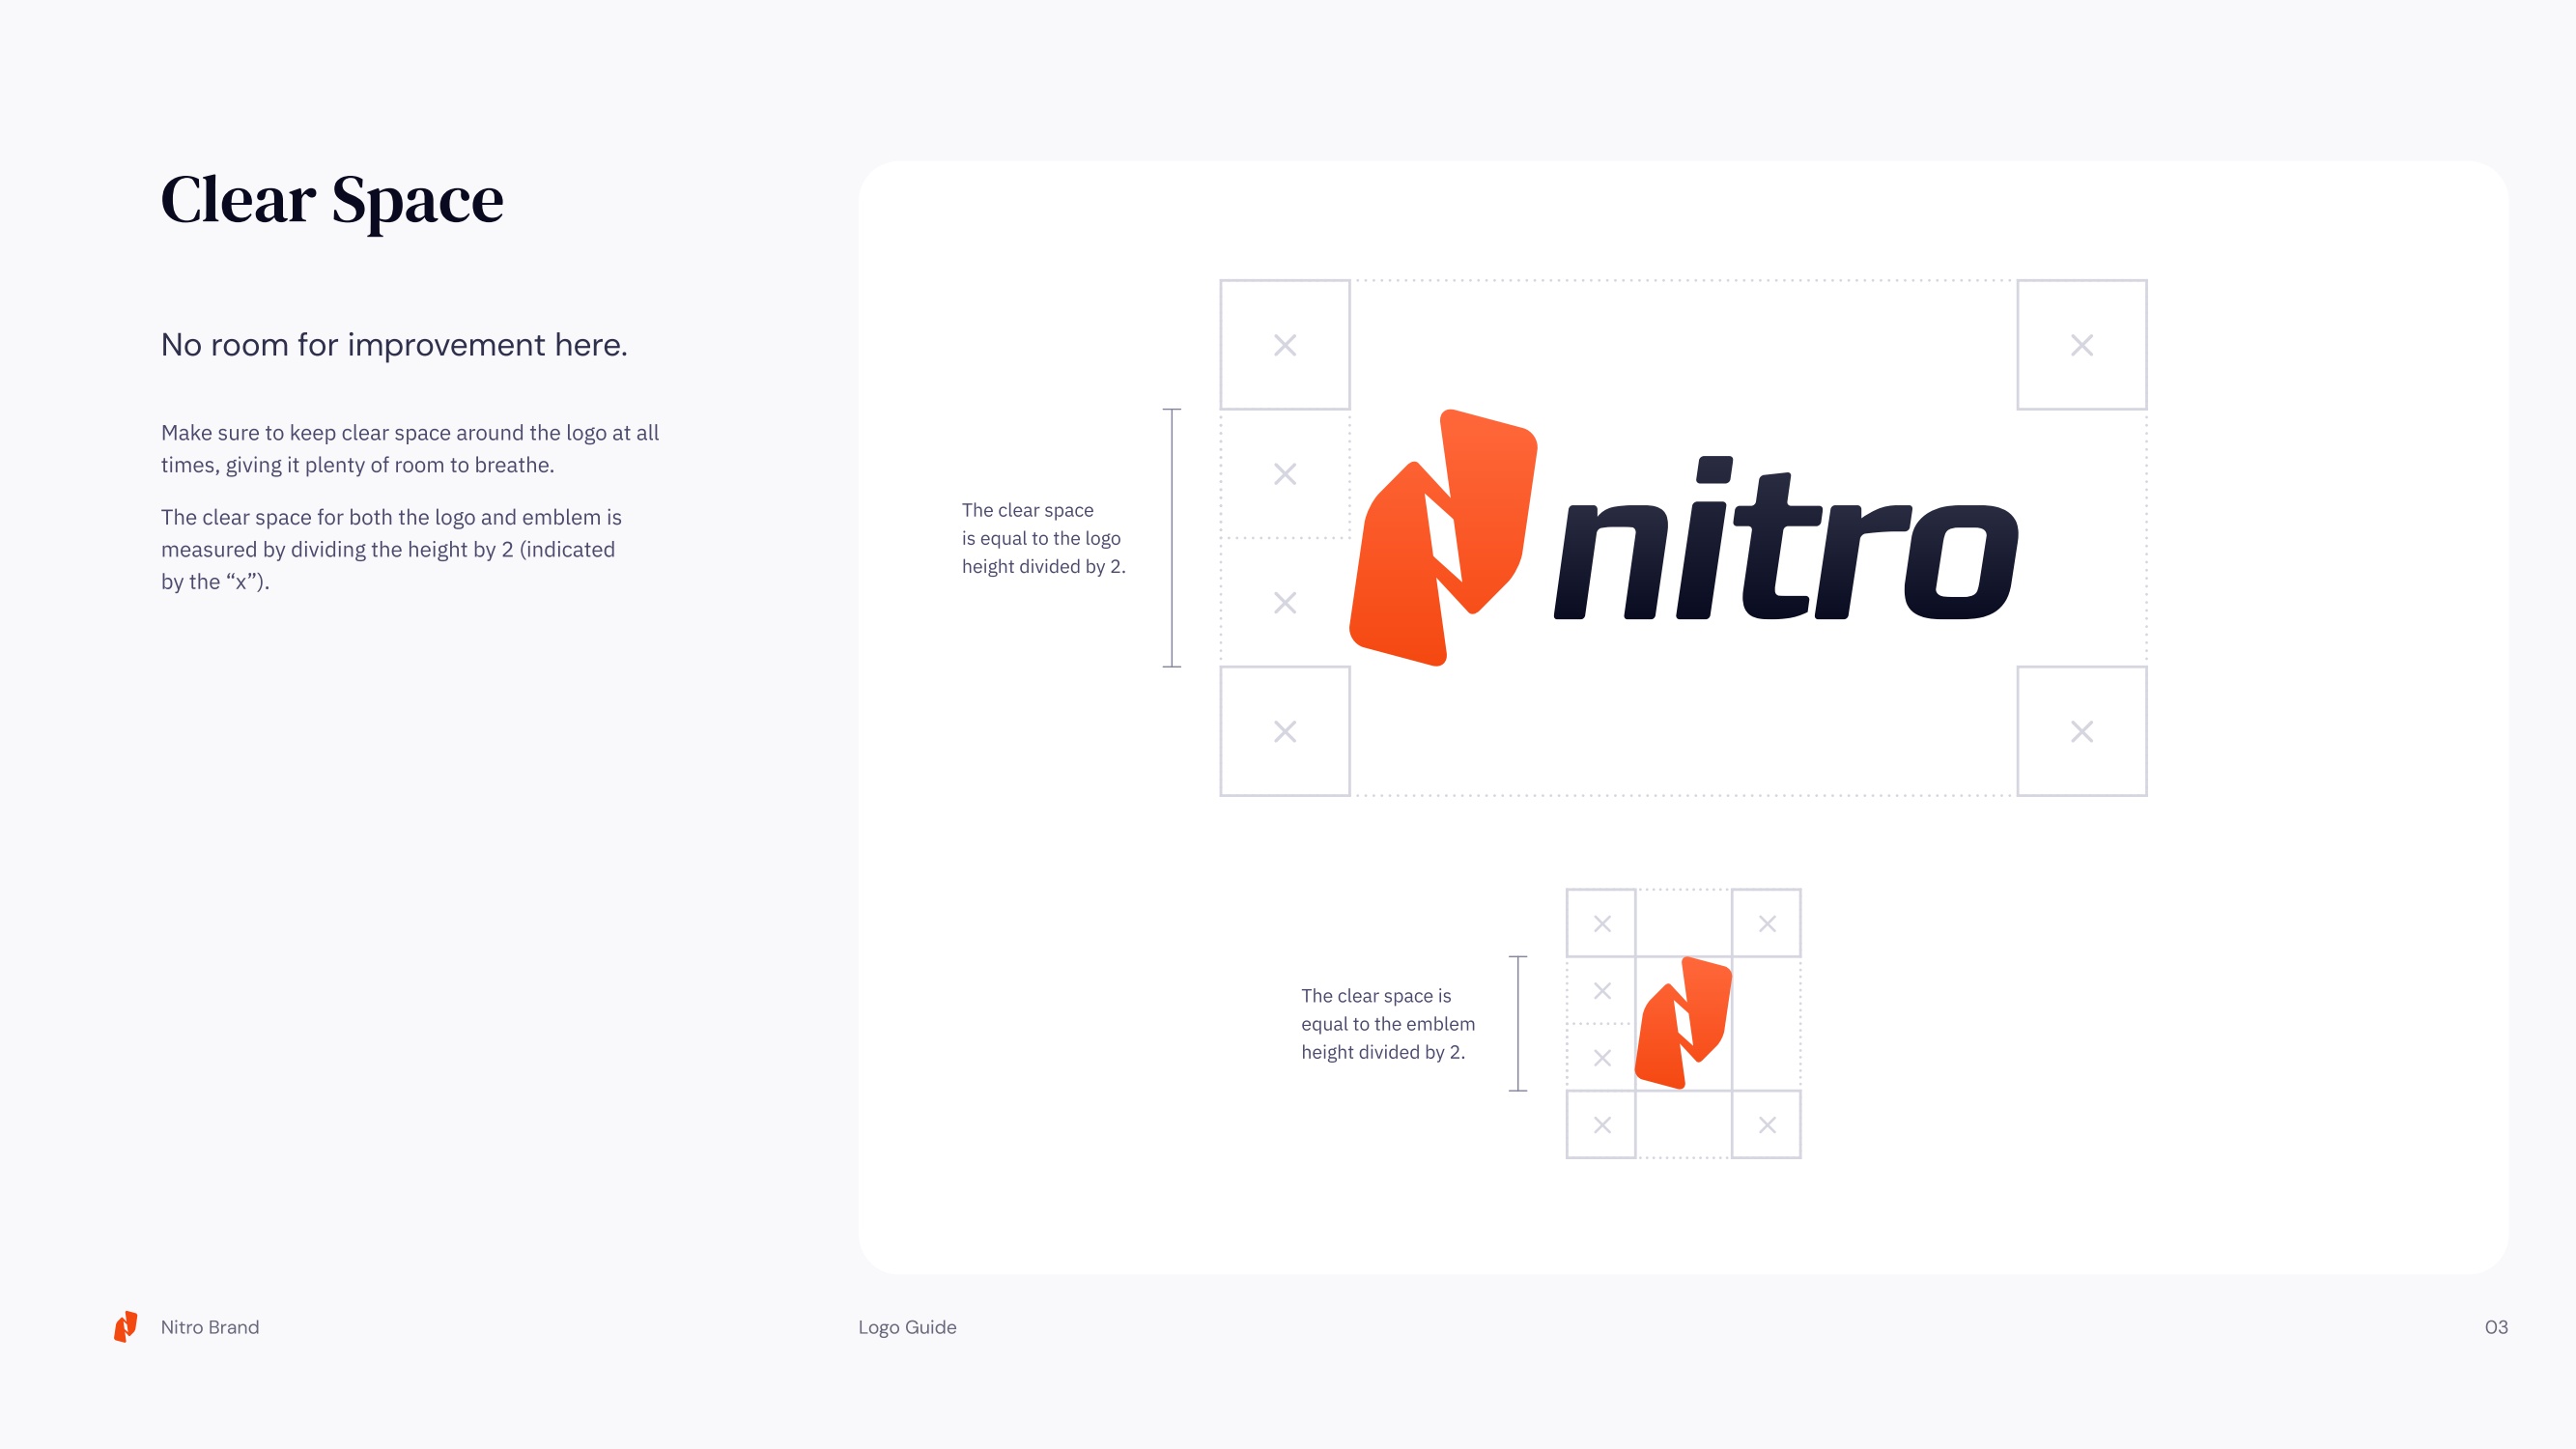 Clear Space
No room for improvement here.
Make sure to keep clear space around the logo at all
times, giving it plenty of room to breathe.
The clear space for both the logo and emblem is
measured by dividing the height by 2 (indicated
by the “x”).
The clear space
is equal to the logo
height divided by 2.
nitro
The clear space is
equal to the emblem
height divided by 2.
Nitro Brand
Logo Guide
03